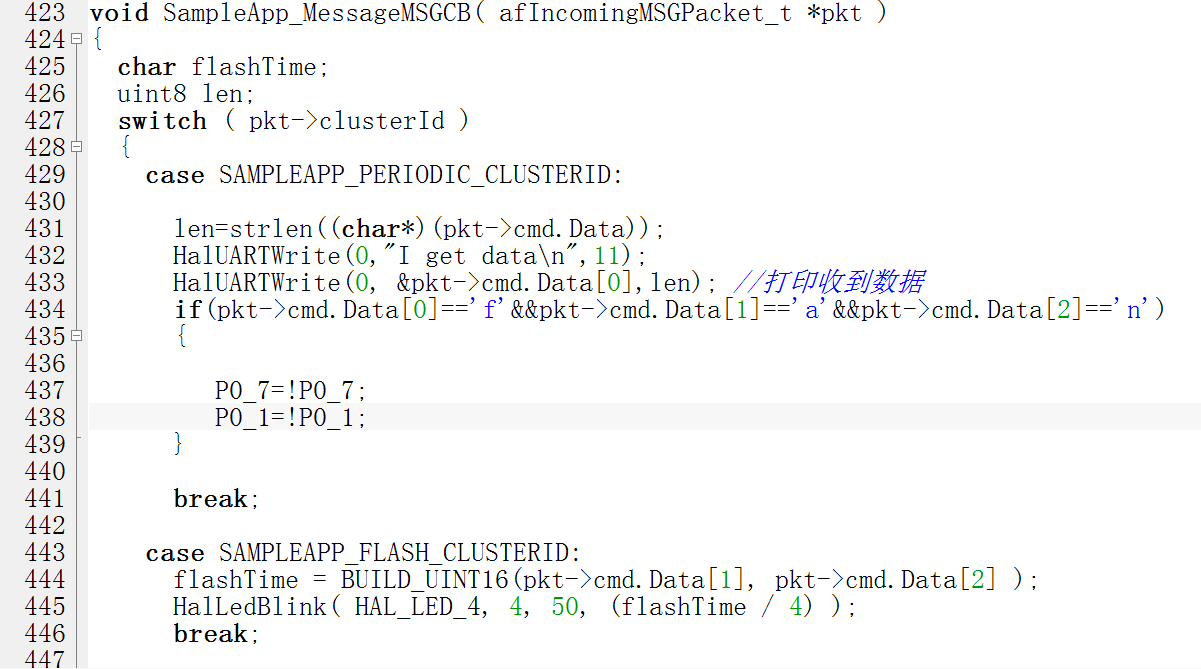 423 void SampleApp_MessageMSGCB( afIncomingMSGPacket_t *pkt )
424 {
425 char flashTime;
426 uint8 len;
427 switch ( pkt->clusterId )
428 {
429 case SAMPLEAPP_PERIODIC_CLUSTERID:
430
431 len=strlen((char*)(pkt->cmd.Data));
432 HalUARTWrite(0,"I get data\n",11);
433 HalUARTWrite(0, &pkt->cmd.Data[0],len); //打印收到数据
434 if(pkt->cmd.Data[0]=='f'&&pkt->cmd.Data[1]=='a'&&pkt->cmd.Data[2]=='n')
435 {
436
437 P0_7=!P0_7;
438 P0_1=!P0_1;
439 }
440
441 break;
442
443 case SAMPLEAPP_FLASH_CLUSTERID:
444 flashTime = BUILD_UINT16(pkt->cmd.Data[1], pkt->cmd.Data[2] );
445 HalLedBlink( HAL_LED_4, 4, 50, (flashTime / 4) );
446 break;
447